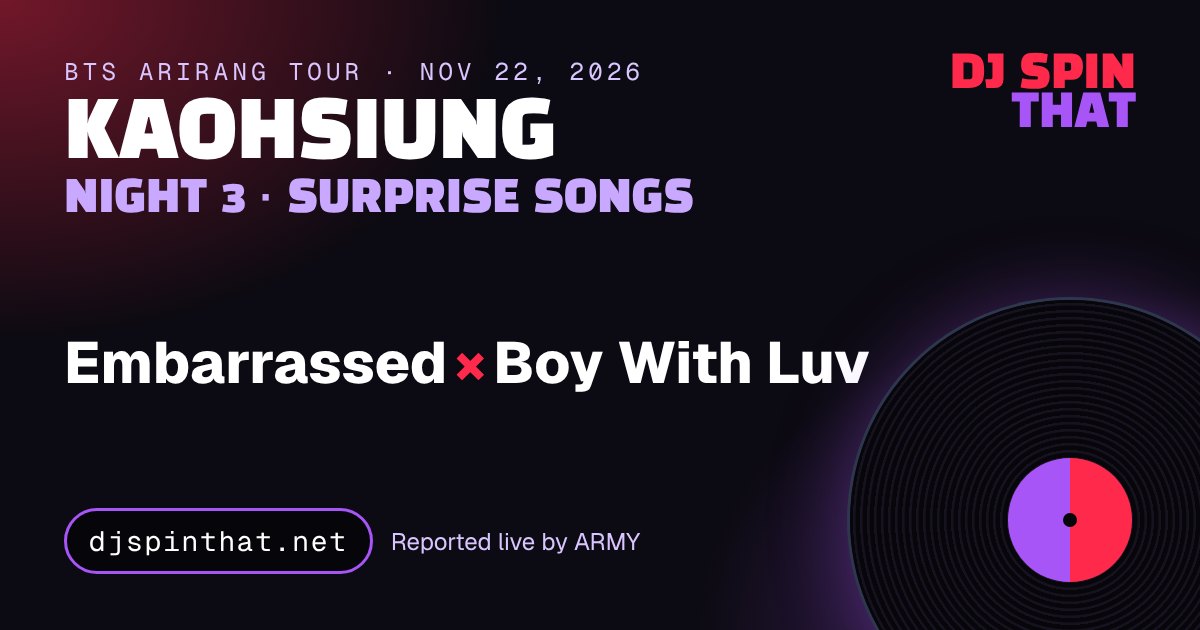 BTS ARIRANG TOUR · NOV 22, 2026
KAOHSIUNG
NIGHT 3 · SURPRISE SONGS
DJ SPIN
THAT
Embarrassed × Boy With Luv
djspinthat.net
Reported live by ARMY